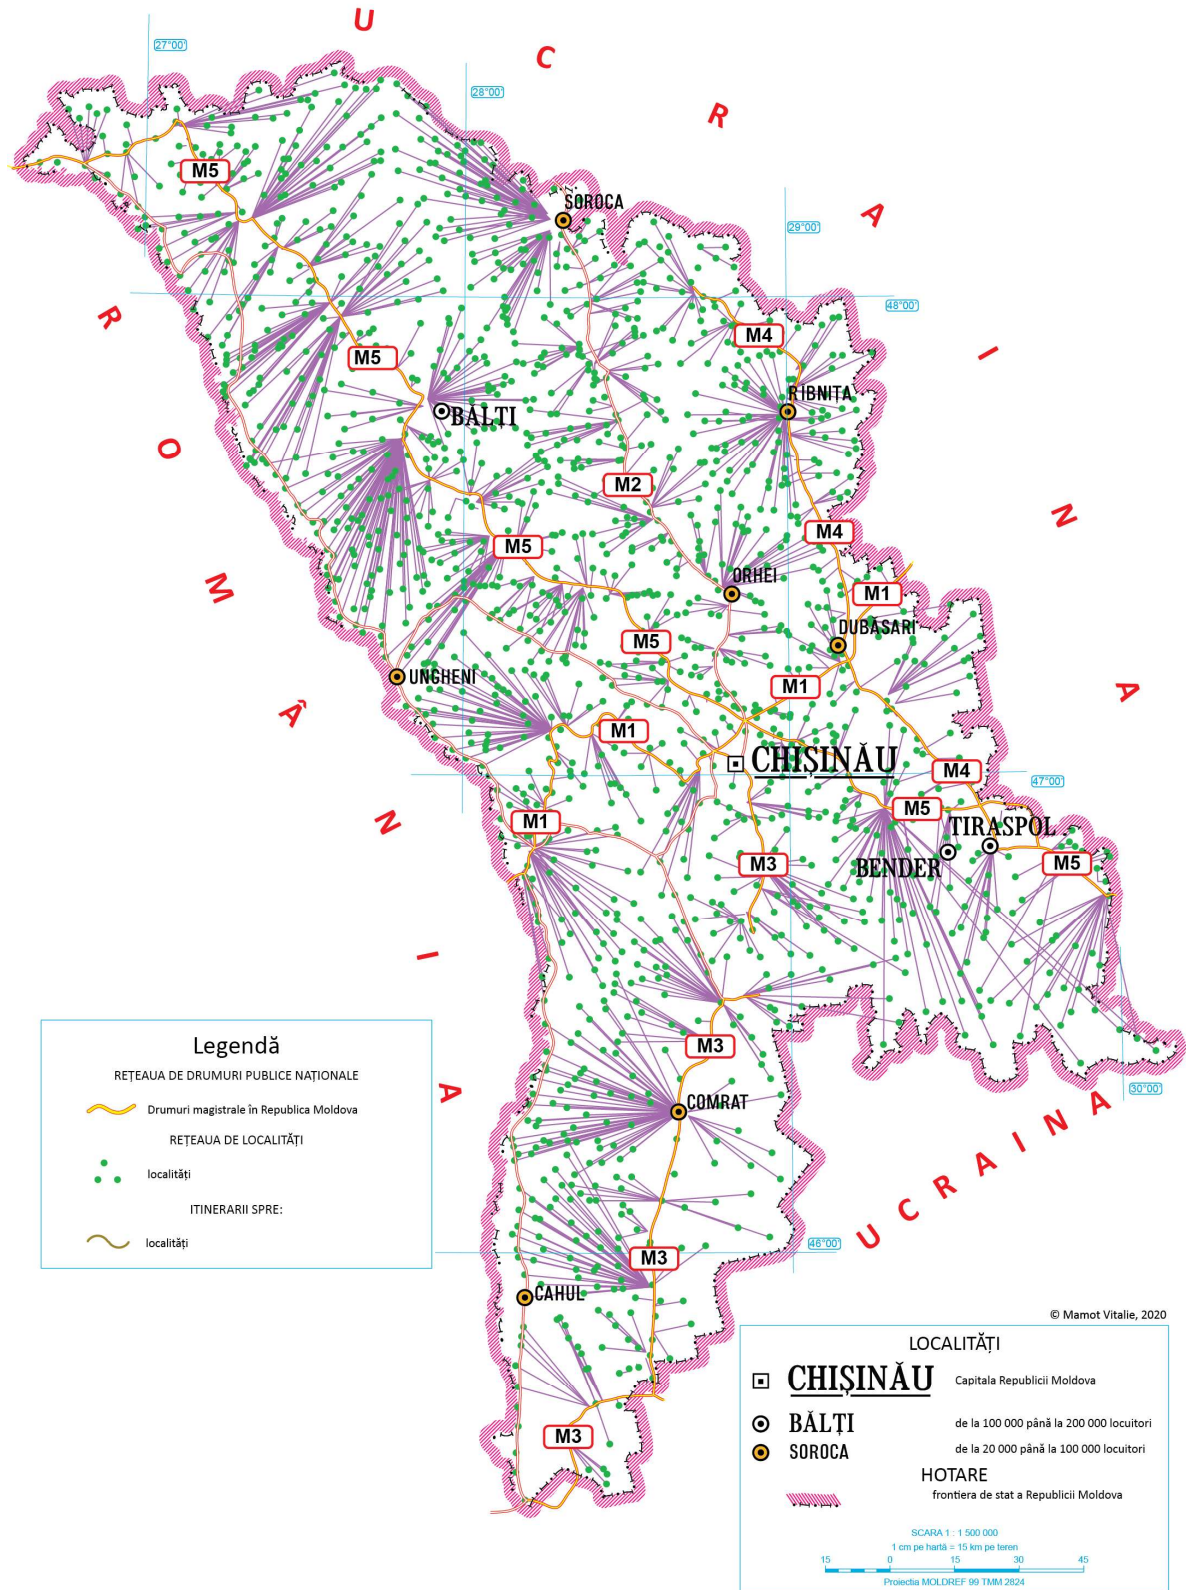 U
C
R
A
I
N
A
27°00'
28°00'
29°00'
48°00'
47°00'
46°00'
30°00'
R
O
M
Â
N
I
A
U C R A I N A
M5
SOROCA
M4
M5
RÎBNIȚA
BĂLȚI
M2
M4
M5
ORHEI
M1
DUBĂSARI
M5
UNGHENI
M1
M1
CHIȘINĂU
M4
M5
M1
TIRASPOL
BENDER
M5
M3
M3
COMRAT
M3
CAHUL
M3
Legendă
REȚEAUA DE DRUMURI PUBLICE NAȚIONALE
Drumuri magistrale în Republica Moldova
REȚEAUA DE LOCALITĂȚI
localități
ITINERARII SPRE:
localități
© Mamot Vitalie, 2020
LOCALITĂȚI
CHIȘINĂU Capitala Republicii Moldova
BĂLȚI de la 100 000 până la 200 000 locuitori
SOROCA de la 20 000 până la 100 000 locuitori
HOTARE
frontiera de stat a Republicii Moldova
SCARA 1 : 1 500 000
1 cm pe hartă = 15 km pe teren
15 0 15 30 45
Proiectia MOLDREF 99 TMM 2824